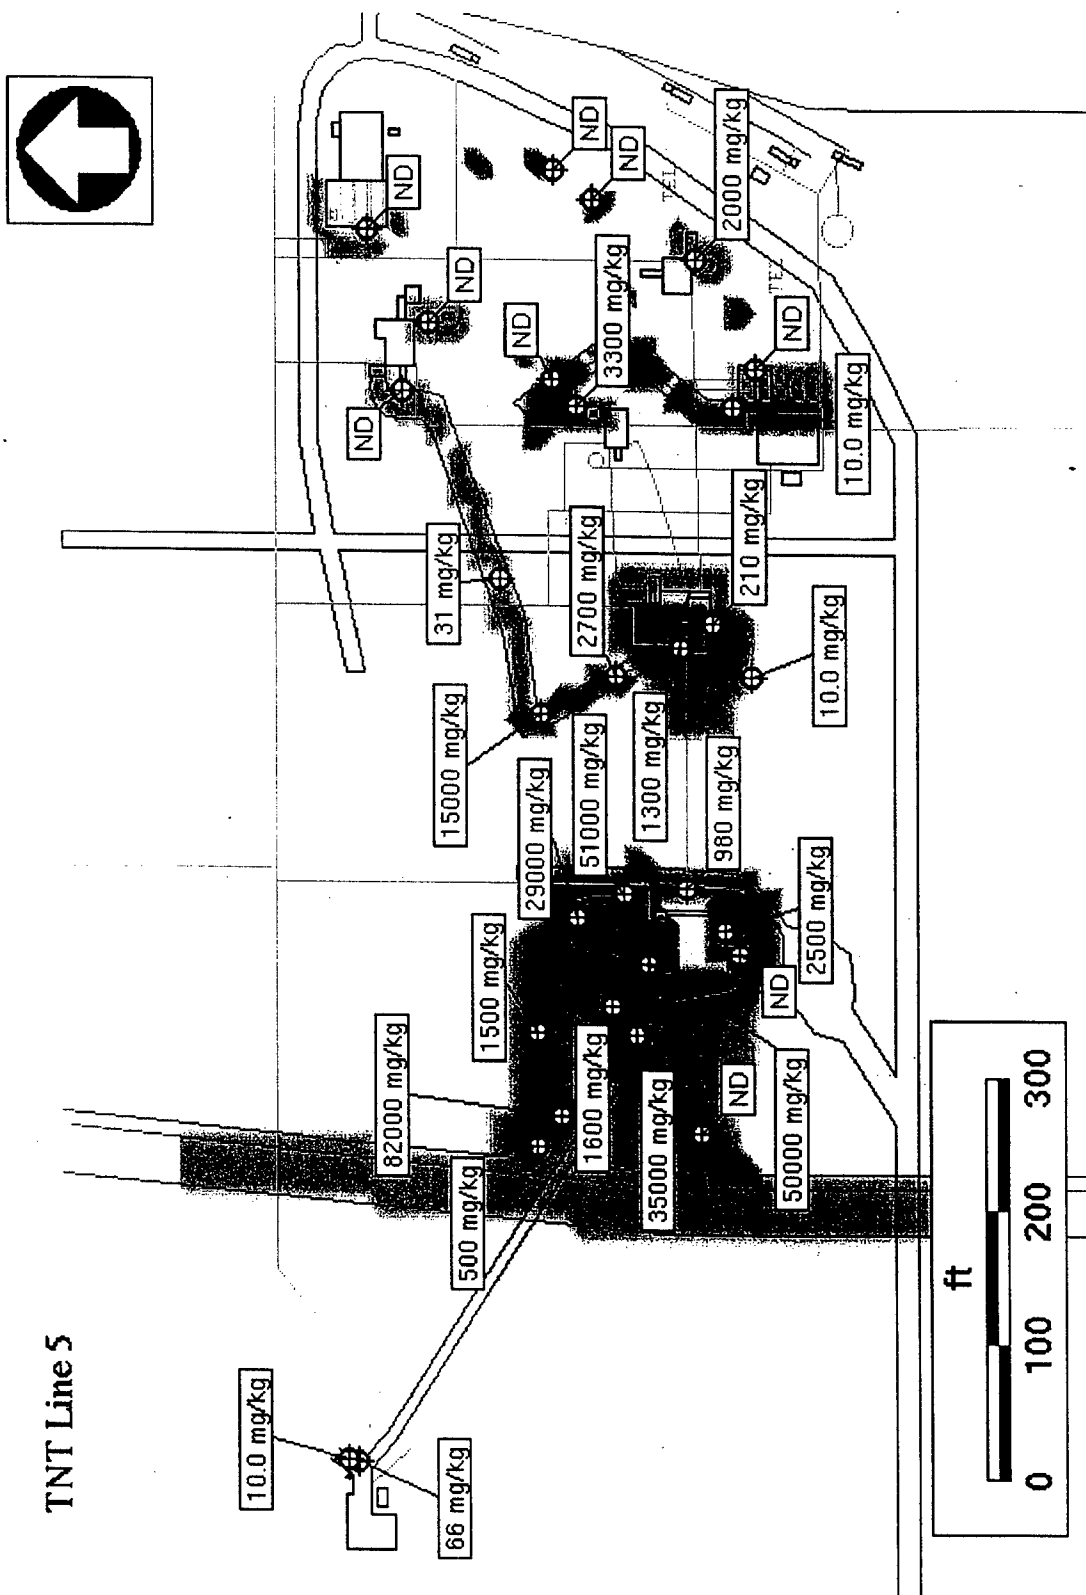 TNT Line 5
10.0 mg/kg
66 mg/kg
500 mg/kg
82000 mg/kg
1500 mg/kg
29000 mg/kg
51000 mg/kg
1600 mg/kg
35000 mg/kg
ND
50000 mg/kg
ND
2500 mg/kg
980 mg/kg
1300 mg/kg
15000 mg/kg
31 mg/kg
2700 mg/kg
210 mg/kg
10.0 mg/kg
ND
ND
ND
ND
3300 mg/kg
ND
ND
2000 mg/kg
ND
10.0 mg/kg
TEL
TEL
ft
0 100 200 300